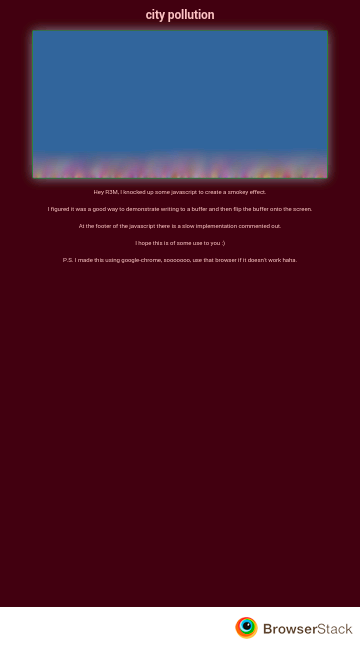 city pollution
Hey R3M, I knocked up some javascript to create a smokey effect.
I figured it was a good way to demonstrate writing to a buffer and then flip the buffer onto the screen.
At the footer of the javascript there is a slow implementation commented out.
I hope this is of some use to you :)
P.S. I made this using google-chrome, sooooooo, use that browser if it doesn't work haha.
BrowserStack